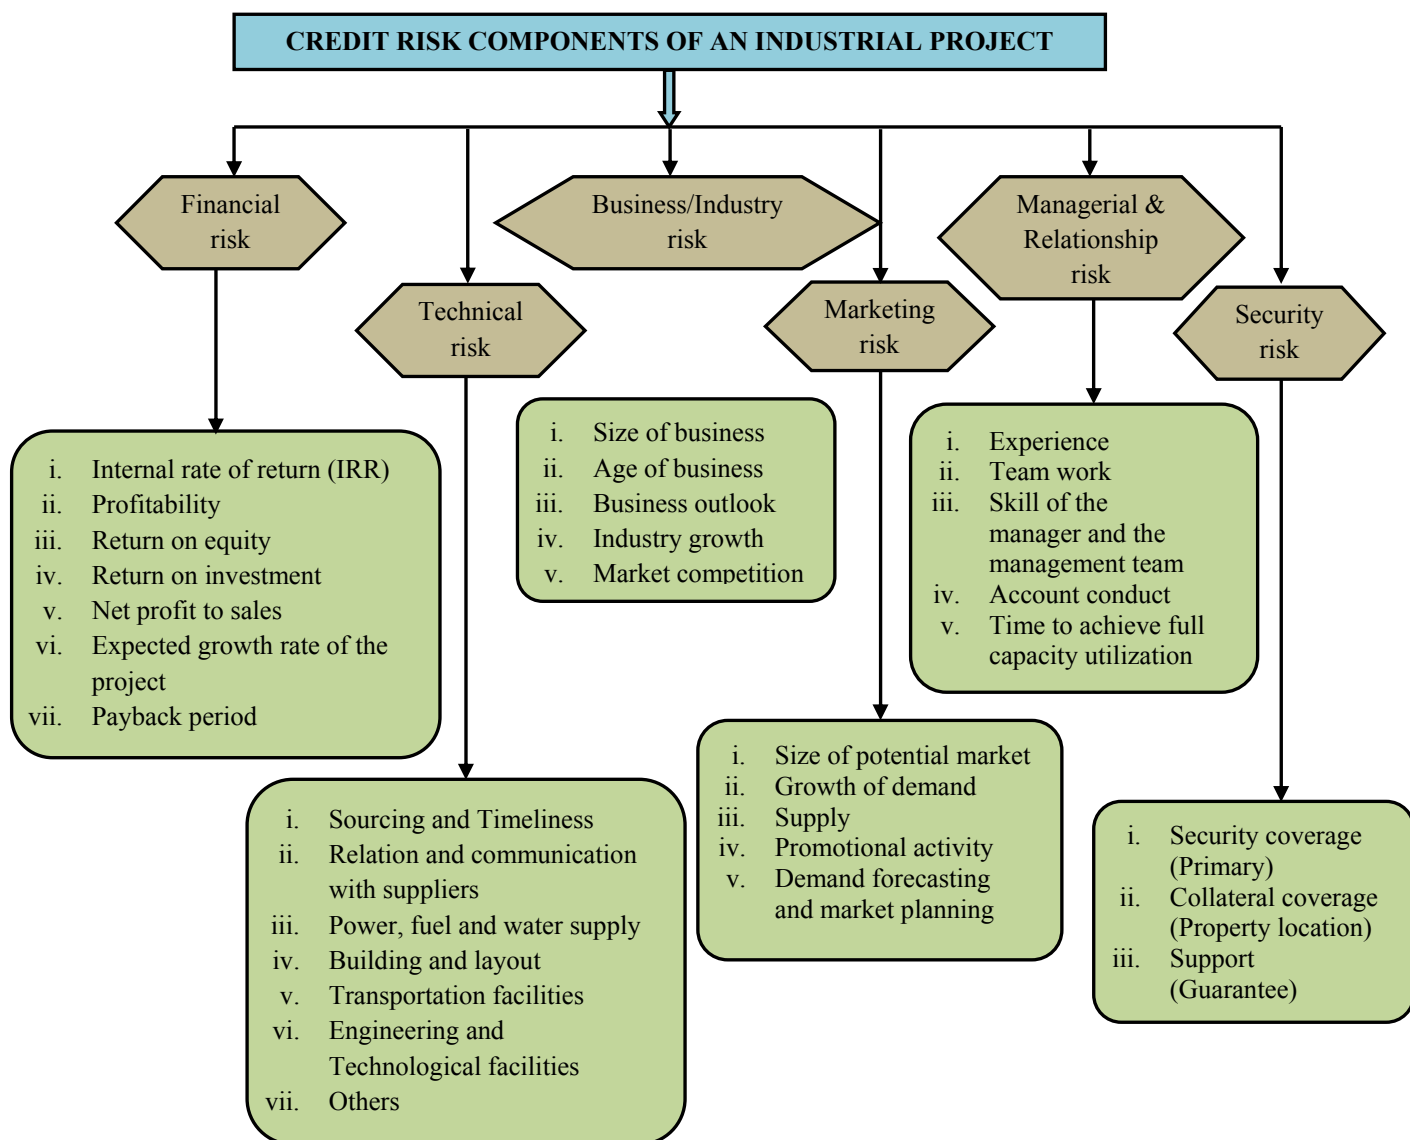 CREDIT RISK COMPONENTS OF AN INDUSTRIAL PROJECT
Financial
risk
Business/Industry
risk
Managerial &
Relationship
risk
Technical
risk
Marketing
risk
Security
risk
i. Internal rate of return (IRR)
ii. Profitability
iii. Return on equity
iv. Return on investment
v. Net profit to sales
vi. Expected growth rate of the
project
vii. Payback period
i. Size of business
ii. Age of business
iii. Business outlook
iv. Industry growth
v. Market competition
i. Experience
ii. Team work
iii. Skill of the
manager and the
management team
iv. Account conduct
v. Time to achieve full
capacity utilization
i. Sourcing and Timeliness
ii. Relation and communication
with suppliers
iii. Power, fuel and water supply
iv. Building and layout
v. Transportation facilities
vi. Engineering and
Technological facilities
vii. Others
i. Size of potential market
ii. Growth of demand
iii. Supply
iv. Promotional activity
v. Demand forecasting
and market planning
i. Security coverage
(Primary)
ii. Collateral coverage
(Property location)
iii. Support
(Guarantee)